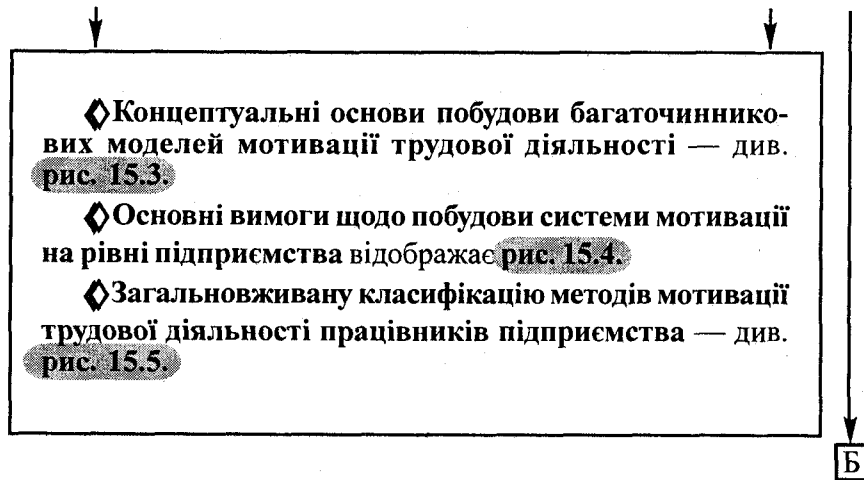 ◊Концептуальні основи побудови багаточиннико-
вих моделей мотивації трудової діяльності — див.
рис. 15.3.
◊Основні вимоги щодо побудови системи мотивації
на рівні підприємства відображає рис. 15.4.
◊Загальновживану класифікацію методів мотивації
трудової діяльності працівників підприємства — див.
рис. 15.5.
Б